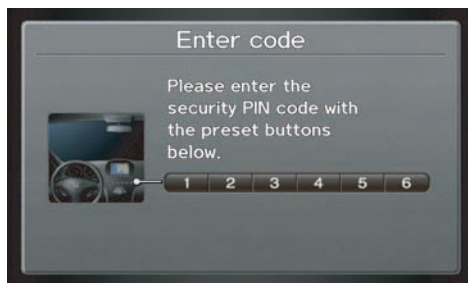 Enter code
Please enter the
security PIN code with
the preset buttons
below.
1 2 3 4 5 6